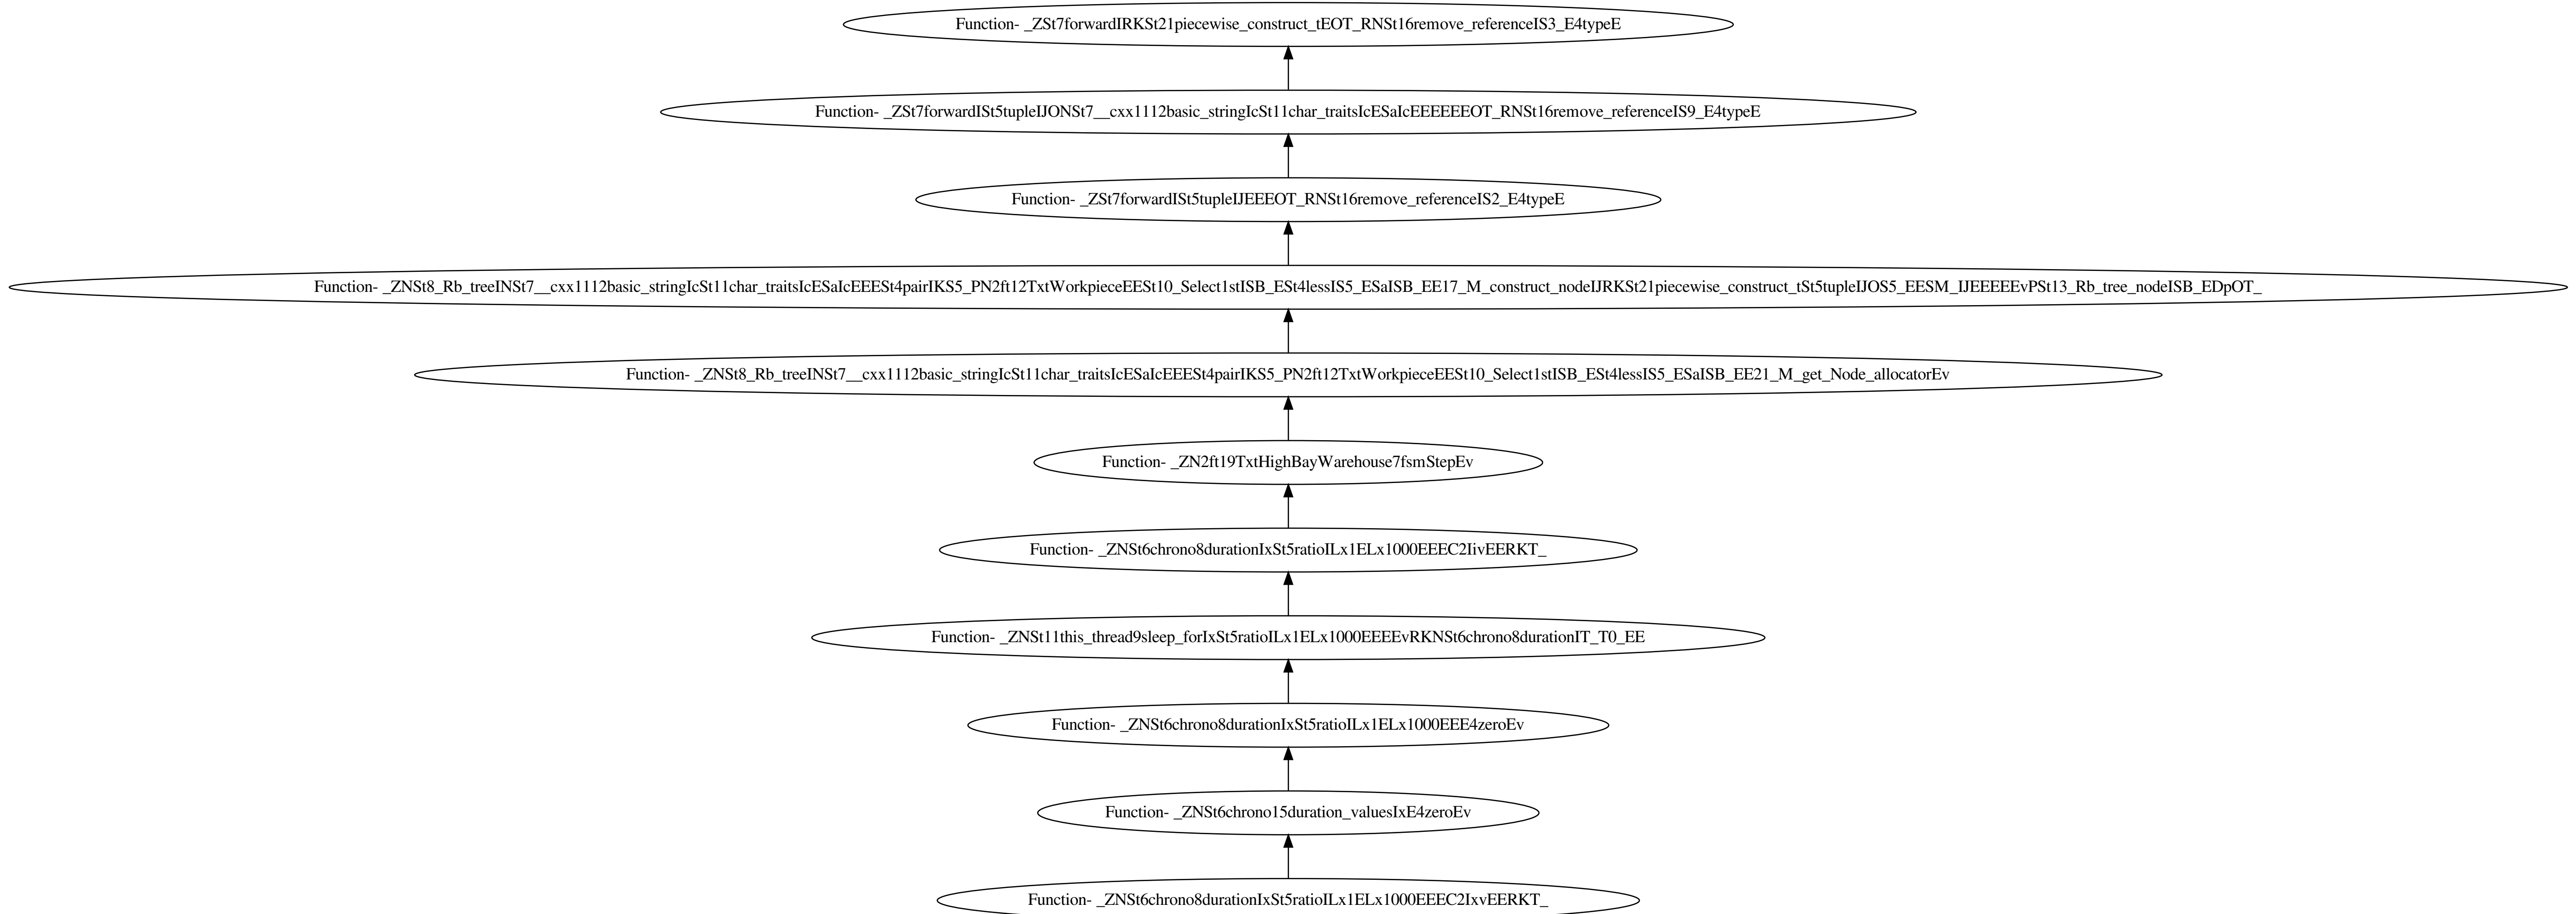 Function- _ZSt7forwardIRKSt21piecewise_construct_tEOT_RNSt16remove_referenceIS3_E4typeE
Function- _ZSt7forwardISt5tupleIJONSt7__cxx1112basic_stringIcSt11char_traitsIcESaIcEEEEEEOT_RNSt16remove_referenceIS9_E4typeE
Function- _ZSt7forwardISt5tupleIJEEEOT_RNSt16remove_referenceIS2_E4typeE
Function- _ZNSt8_Rb_treeINSt7__cxx1112basic_stringIcSt11char_traitsIcESaIcEEESt4pairIKS5_PN2ft12TxtWorkpieceEESt10_Select1stISB_ESt4lessIS5_ESaISB_EE17_M_construct_nodeIJRKSt21piecewise_construct_tSt5tupleIJOS5_EESM_IJEEEEEvPSt13_Rb_tree_nodeISB_EDpOT_
Function- _ZNSt8_Rb_treeINSt7__cxx1112basic_stringIcSt11char_traitsIcESaIcEEESt4pairIKS5_PN2ft12TxtWorkpieceEESt10_Select1stISB_ESt4lessIS5_ESaISB_EE21_M_get_Node_allocatorEv
Function- _ZN2ft19TxtHighBayWarehouse7fsmStepEv
Function- _ZNSt6chrono8durationIxSt5ratioILx1ELx1000EEEC2IivEERKT_
Function- _ZNSt11this_thread9sleep_forIxSt5ratioILx1ELx1000EEEEvRKNSt6chrono8durationIT_T0_EE
Function- _ZNSt6chrono8durationIxSt5ratioILx1ELx1000EEE4zeroEv
Function- _ZNSt6chrono15duration_valuesIxE4zeroEv
Function- _ZNSt6chrono8durationIxSt5ratioILx1ELx1000EEEC2IxvEERKT_